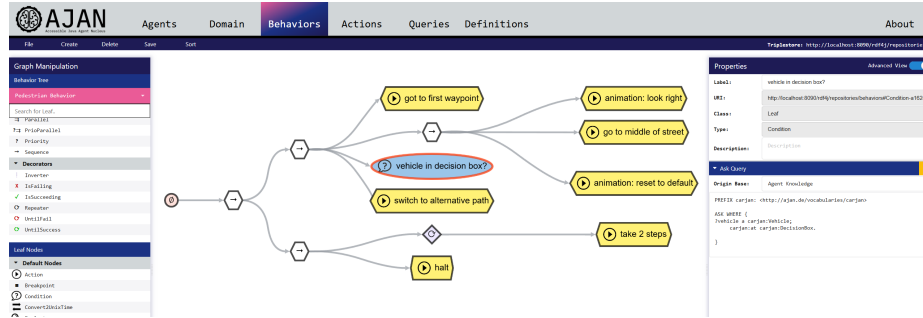 AJAN
Accessible Java Agent Nucleus
Agents
Domain
Behaviors
Actions
Queries
Definitions
About
File
Create
Delete
Save
Sort
Triplestore: http://localhost:8090/rdf4j/repositorie
Graph Manipulation
Behavior Tree
Pedestrian Behavior
Search for Leaf.
Parallel
PrioParallel
Priority
Sequence
Decorators
Inverter
IsFailing
IsSucceeding
Repeater
UntilFail
UntilSuccess
Leaf Nodes
Default Nodes
Action
Breakpoint
Condition
Convert2UnixTime
got to first waypoint
vehicle in decision box?
switch to alternative path
halt
animation: look right
go to middle of street
animation: reset to default
take 2 steps
Properties
Advanced View
Label:
vehicle in decision box?
URI:
http://localhost:8090/rdf4j/repositories/behaviors#Condition-a162
Class:
Leaf
Type:
Condition
Description:
Description
Ask Query
Origin Base:
Agent Knowledge
PREFIX carjan: <http://ajan.de/vocabularies/carjan>
ASK WHERE {
?vehicle a carjan:Vehicle;
carjan:at carjan:DecisionBox.
}